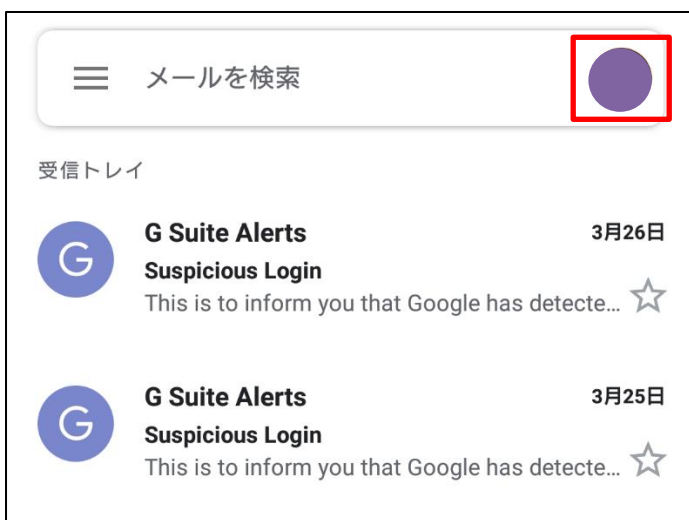 メールを検索
受信トレイ
G
G Suite Alerts
3月26日
Suspicious Login
This is to inform you that Google has detecte...
G
G Suite Alerts
3月25日
Suspicious Login
This is to inform you that Google has detecte...